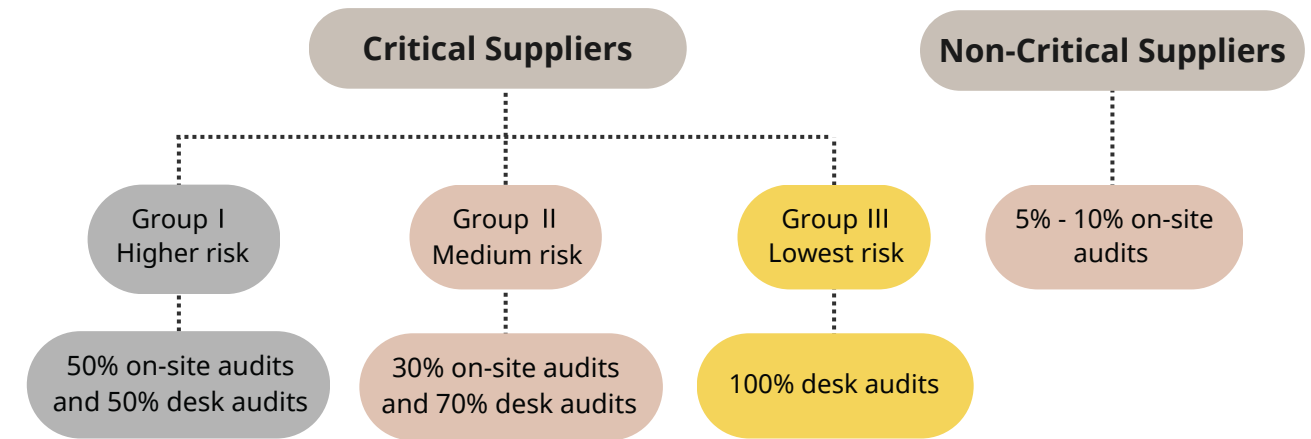 Critical Suppliers
Non-Critical Suppliers
Group I
Higher risk
Group II
Medium risk
Group III
Lowest risk
5% - 10% on-site
audits
50% on-site audits
and 50% desk audits
30% on-site audits
and 70% desk audits
100% desk audits